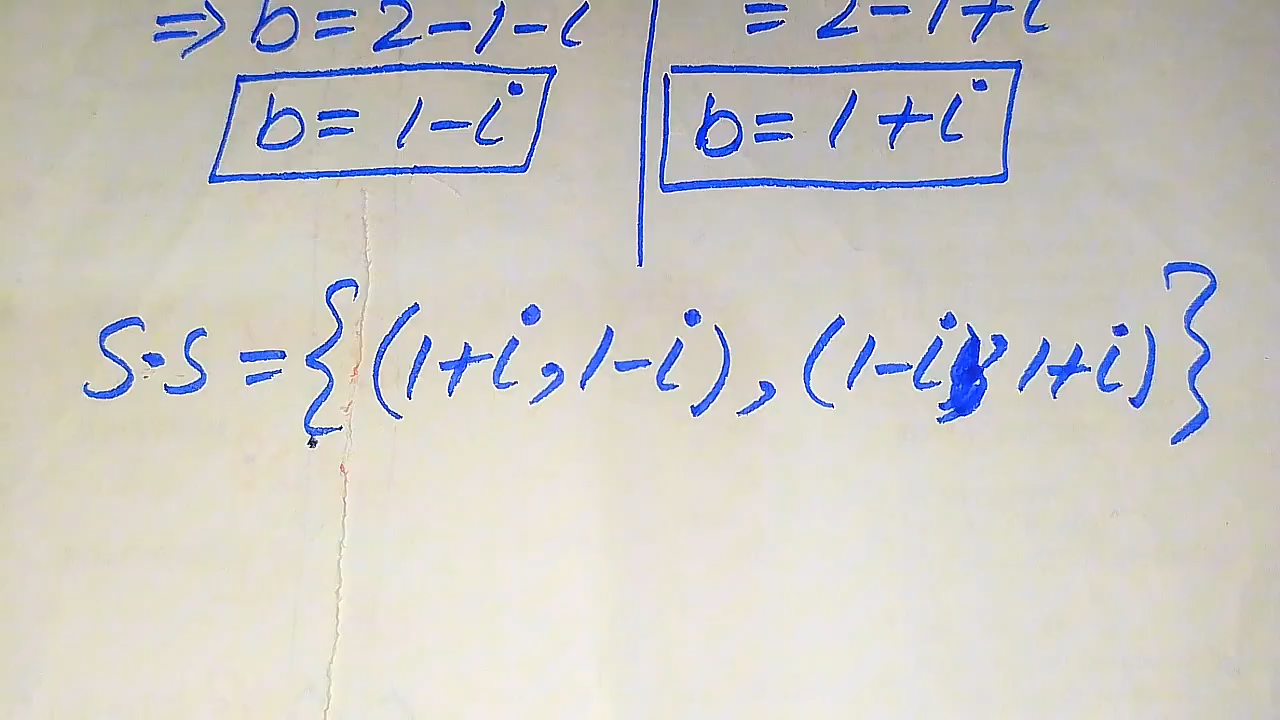 ⇒ b = 2-1-i
b = 1-i
= 2-1+i
b = 1+i
S.S = {(1+i, 1-i), (1-i, 1+i)}